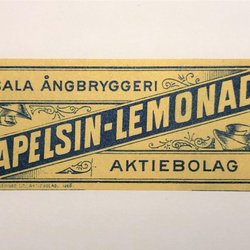 SALA ÅNGBRYGGERI
APELSIN-LEMONAD
AKTIEBOLAG